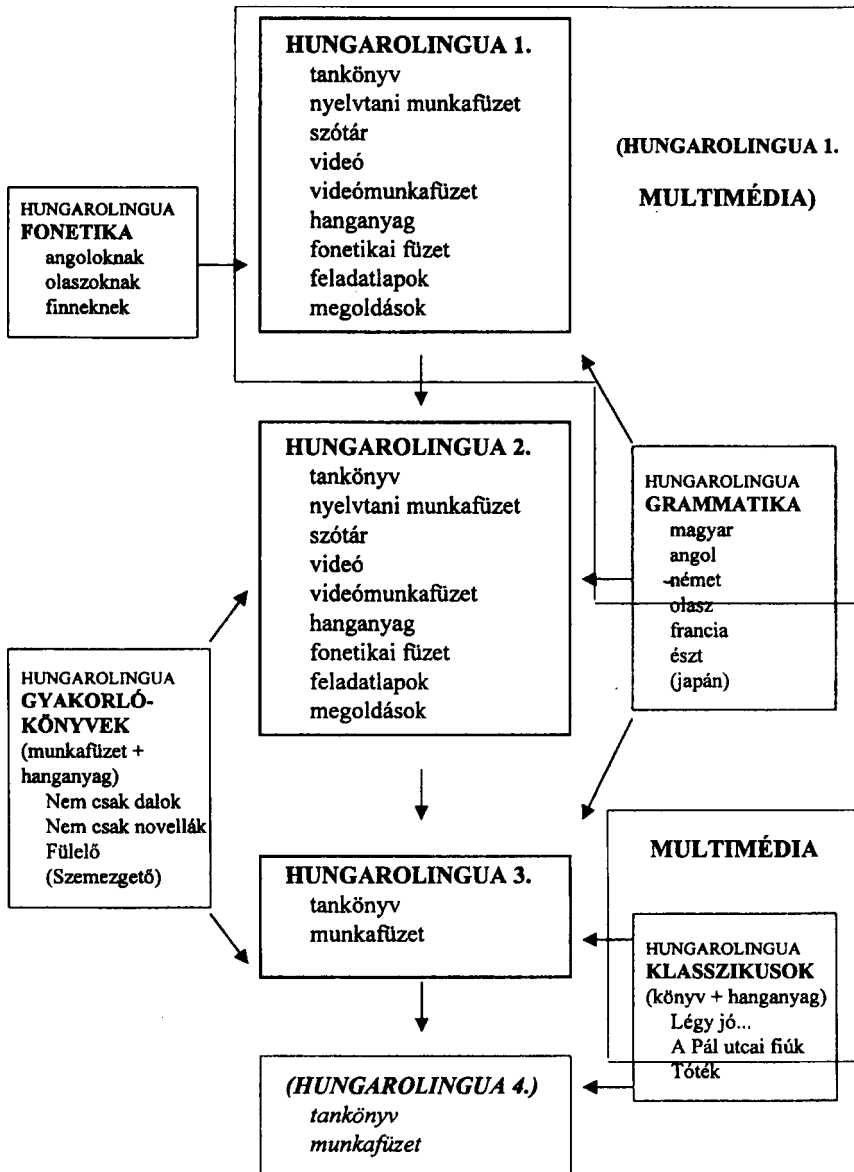 HUNGAROLINGUA 1.
tankönyv
nyelvtani munkafüzet
szótár
videó
videómunkafüzet
hanganyag
fonetikai füzet
feladatlapok
megoldások
(HUNGAROLINGUA 1.
MULTIMÉDIA)
HUNGAROLINGUA
FONETIKA
angoloknak
olaszoknak
finneknek
HUNGAROLINGUA 2.
tankönyv
nyelvtani munkafüzet
szótár
videó
videómunkafüzet
hanganyag
fonetikai füzet
feladatlapok
megoldások
HUNGAROLINGUA
GRAMMATIKA
magyar
angol
német
olasz
francia
észt
(japán)
HUNGAROLINGUA
GYAKORLÓ-
KÖNYVEK
(munkafüzet +
hanganyag)
Nem csak dalok
Nem csak novellák
Fülelő
(Szemezgető)
HUNGAROLINGUA 3.
tankönyv
munkafüzet
MULTIMÉDIA
HUNGAROLINGUA
KLASSZIKUSOK
(könyv + hanganyag)
Légy jó...
A Pál utcai fiúk
Tóték
(HUNGAROLINGUA 4.)
tankönyv
munkafüzet